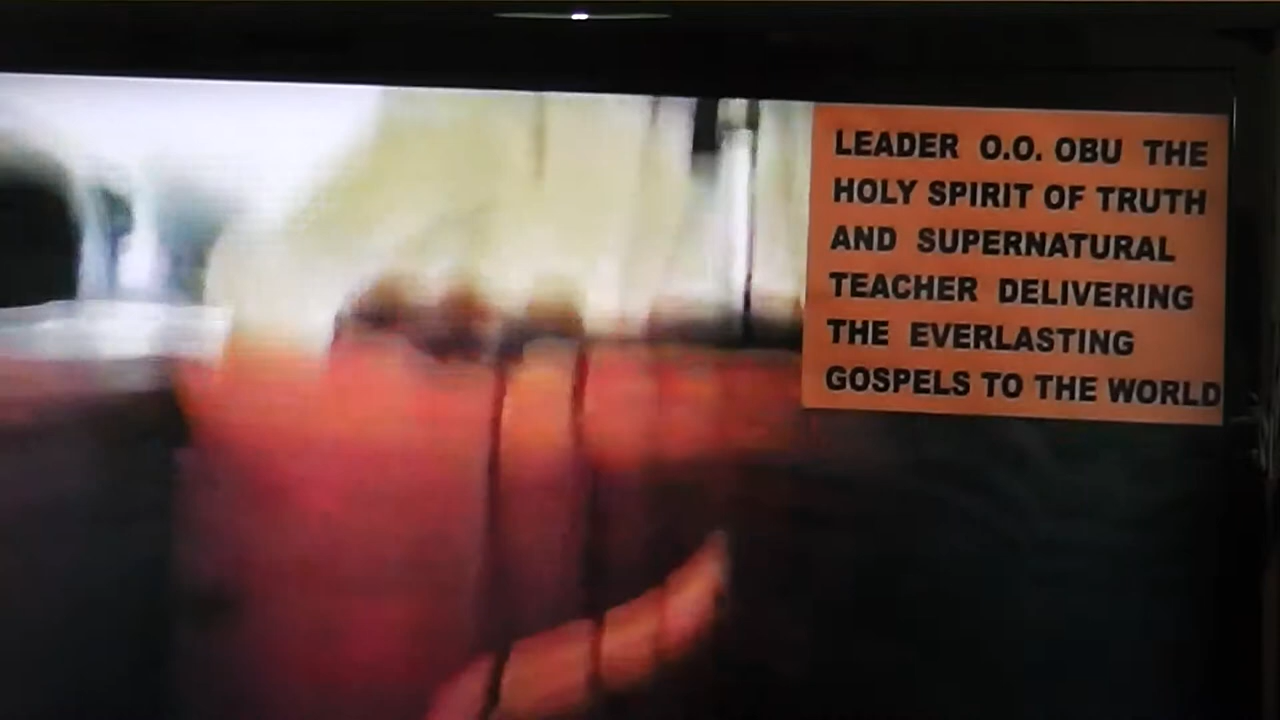 LEADER O.O. OBU THE
HOLY SPIRIT OF TRUTH
AND SUPERNATURAL
TEACHER DELIVERING
THE EVERLASTING
GOSPELS TO THE WORLD